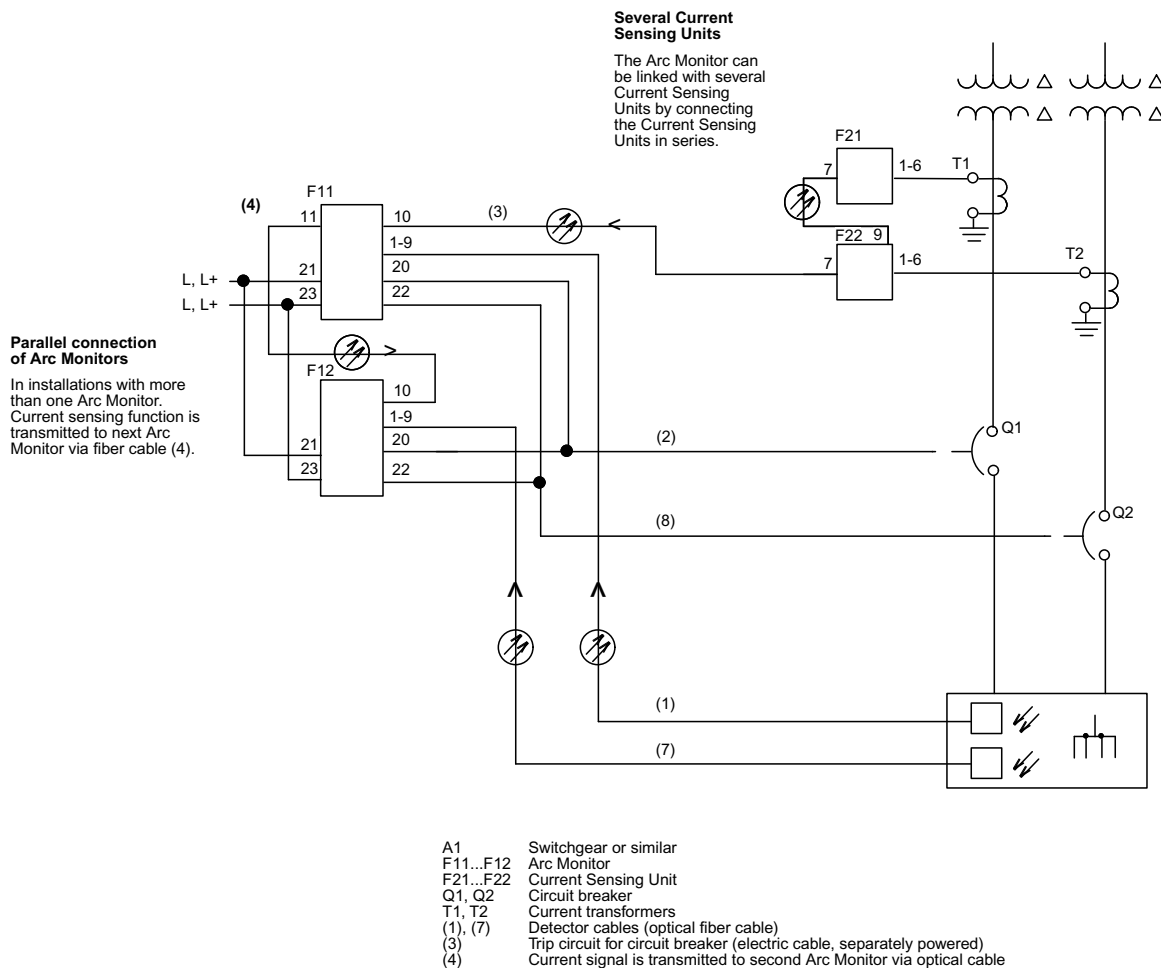 Several Current
Sensing Units
The Arc Monitor can
be linked with several
Current Sensing
Units by connecting
the Current Sensing
Units in series.
F21
7
1-6
T1
F11
(4)
11
10
(3)
1-9
F22 9
7
1-6
T2
L, L+
21
20
L, L+
23
22
Parallel connection
of Arc Monitors
In installations with more
than one Arc Monitor.
Current sensing function is
transmitted to next Arc
Monitor via fiber cable (4).
F12
10
1-9
21
20
(2)
Q1
23
22
(8)
Q2
(1)
(7)
A1 Switchgear or similar
F11...F12 Arc Monitor
F21...F22 Current Sensing Unit
Q1, Q2 Circuit breaker
T1, T2 Current transformers
(1), (7) Detector cables (optical fiber cable)
(3) Trip circuit for circuit breaker (electric cable, separately powered)
(4) Current signal is transmitted to second Arc Monitor via optical cable